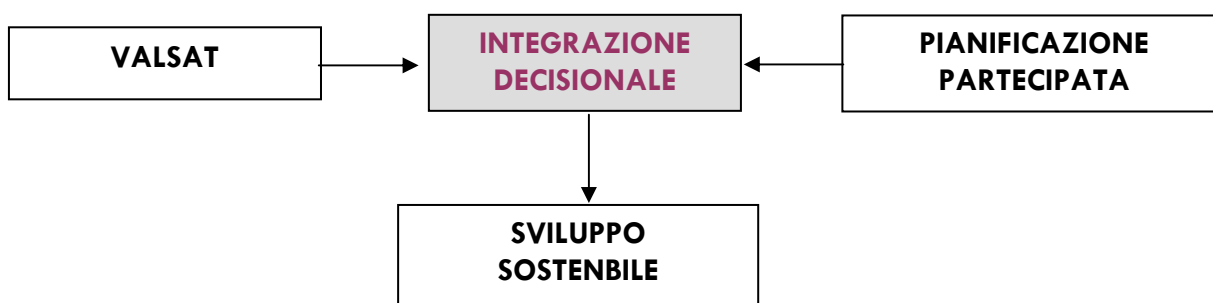 VALSAT
INTEGRAZIONE
DECISIONALE
PIANIFICAZIONE
PARTECIPATA
SVILUPPO
SOSTENBILE